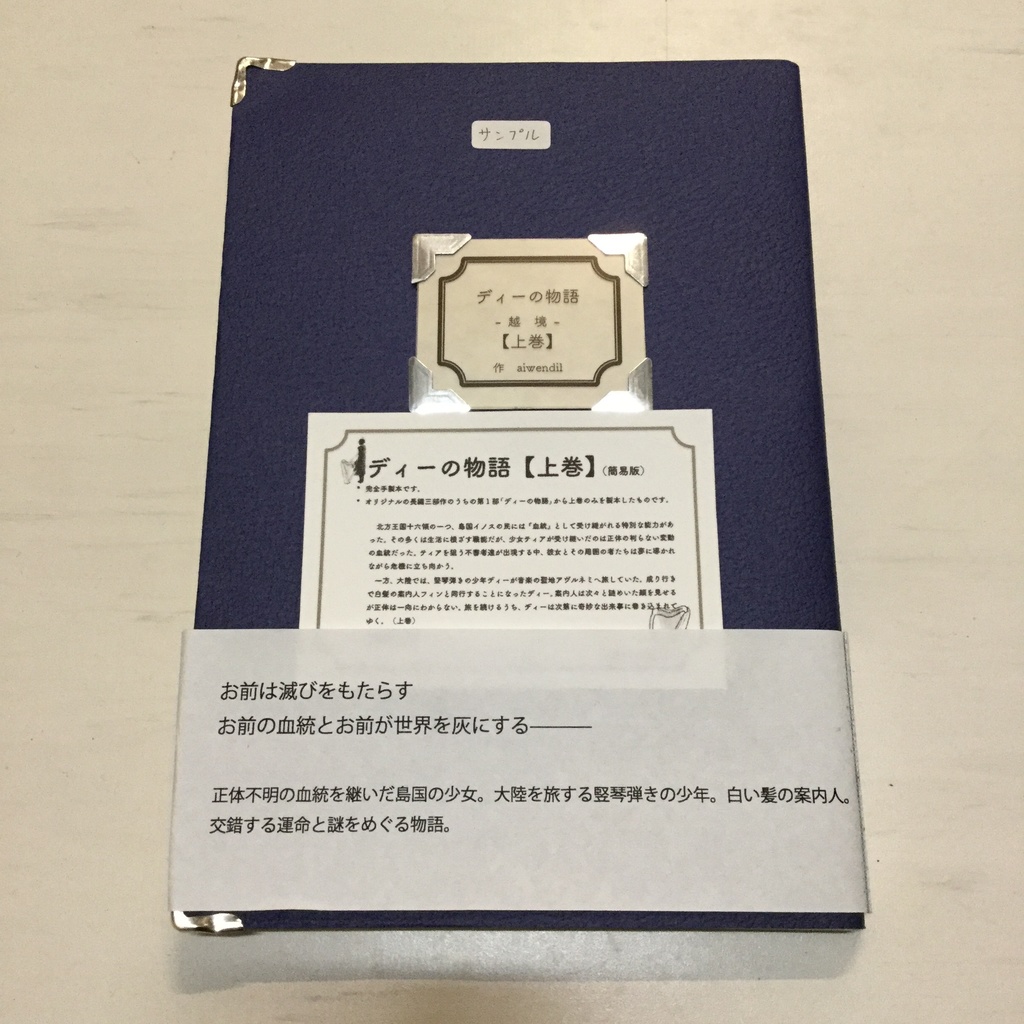 サンプル
ディーの物語
- 越 境 -
【上巻】
作 aiwendil
ディーの物語【上巻】(簡易版)
* 完全手製本です。
* オリジナルの長編三部作のうちの第1部「ディーの物語」から上巻のみを製本したものです。
北方王国十六領の一つ、島国イノスの民には「血統」として受け継がれる特別な能力があ
った。その多くは生活に根ざす職能だが、少女ティアが受け継いだのは正体の判らない変動
の血統だった。ティアを狙う不審者達が出現する中、彼女とその周囲の者たちは夢に導かれ
ながら危機に立ち向かう。
一方、大陸では、竪琴弾きの少年ディーが音楽の聖地アヴルネミへ旅していた。成り行き
で白髪の案内人フィンと同行することになったディー。案内人は次々と謎めいた顔を見せる
が正体は一向にわからない。旅を続けるうち、ディーは次第に奇妙な出来事に巻き込まれて
ゆく。(上巻)
お前は滅びをもたらす
お前の血統とお前が世界を灰にする―――
正体不明の血統を継いだ島国の少女。大陸を旅する竪琴弾きの少年。白い髪の案内人。
交錯する運命と謎をめぐる物語。